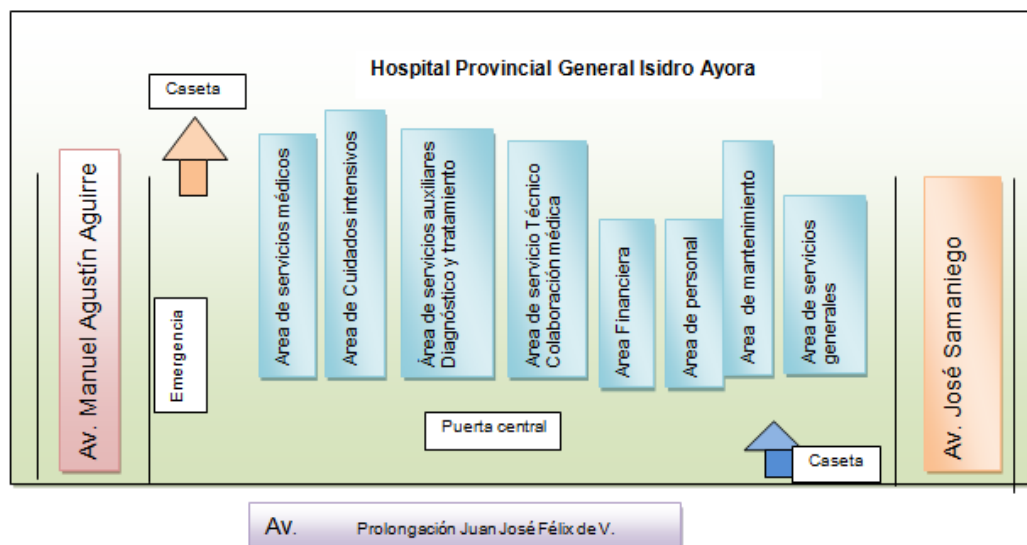 Hospital Provincial General Isidro Ayora
Caseta
Av. Manuel Agustín Aguirre
Emergencia
Area de servicios médicos
Area de Cuidados intensivos
Área de servicios auxiliares
Diagnóstico y tratamiento
Area de servicio Técnico
Colaboración médica
Area Financiera
Area de personal
Area de mantenimiento
Area de servicios
generales
Av. José Samaniego
Puerta central
Caseta
Av. Prolongación Juan José Félix de V.